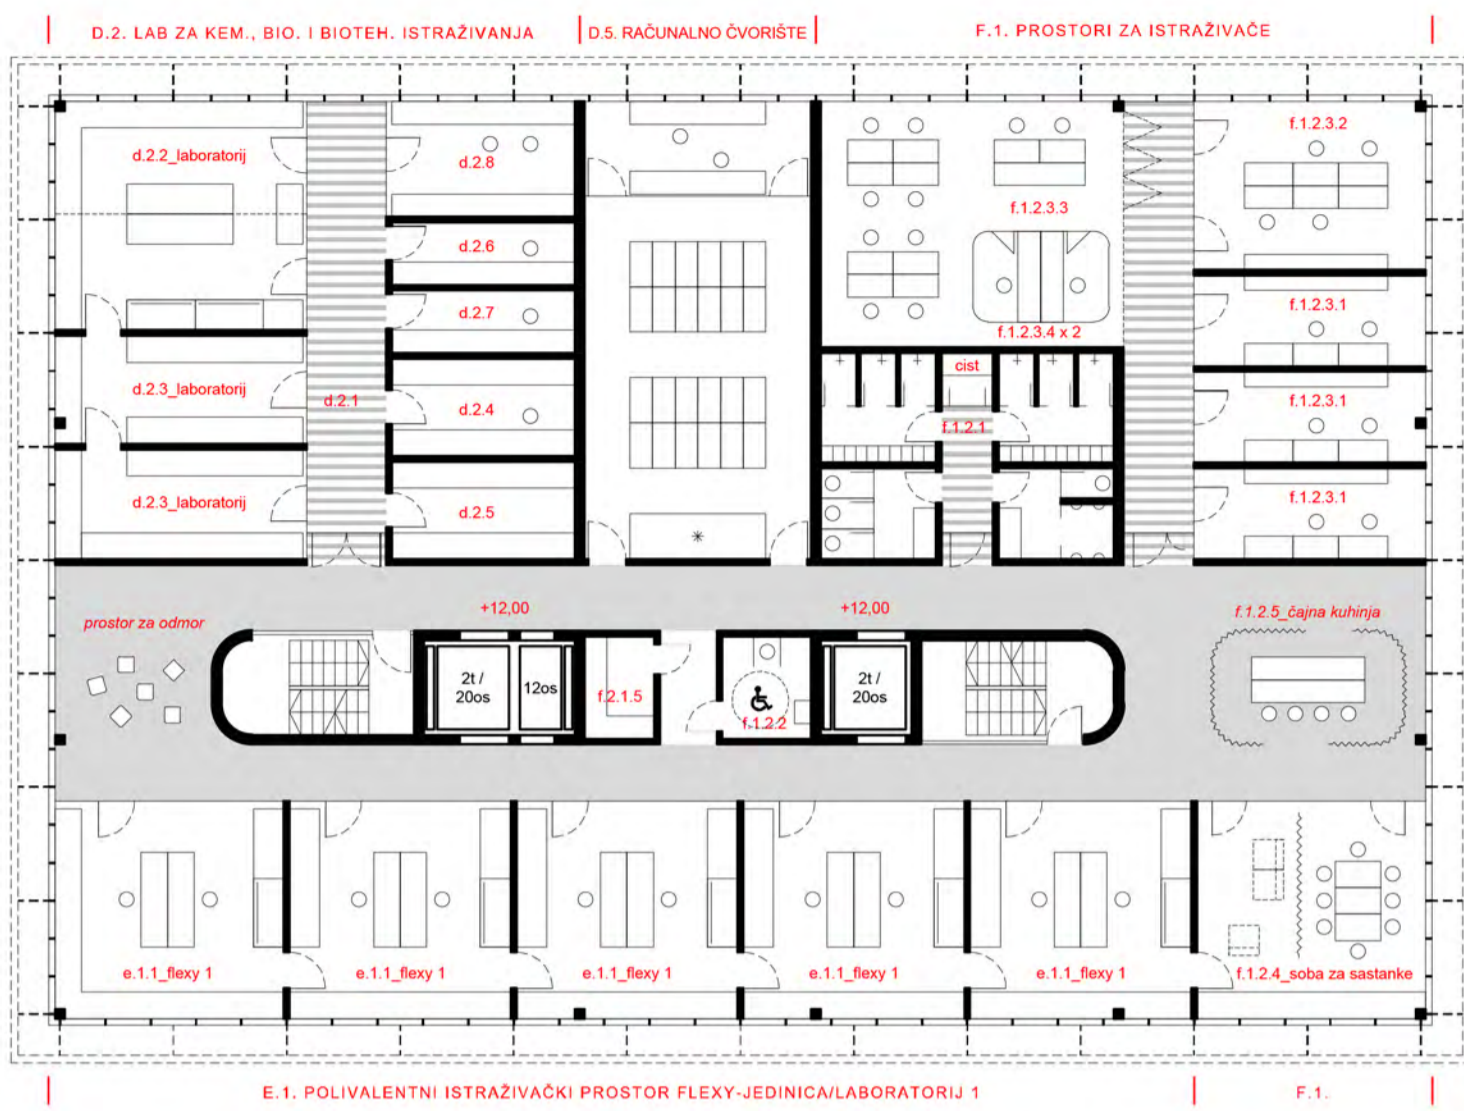 D.2. LAB ZA KEM., BIO. I BIOTEH. ISTRAŽIVANJA
D.5. RAČUNALNO ČVORIŠTE
F.1. PROSTORI ZA ISTRAŽIVAČE
d.2.2_laboratorij
d.2.8
f.1.2.3.2
f.1.2.3.3
d.2.6
d.2.7
f.1.2.3.1
f.1.2.3.4 x 2
cist
d.2.3_laboratorij
d.2.1
d.2.4
f.1.2.1
f.1.2.3.1
d.2.3_laboratorij
d.2.5
f.1.2.3.1
+12,00
+12,00
prostor za odmor
f.1.2.5_čajna kuhinja
2t /
20os
12os
f.2.1.5
f.1.2.2
2t /
20os
e.1.1_flexy 1
e.1.1_flexy 1
e.1.1_flexy 1
e.1.1_flexy 1
e.1.1_flexy 1
f.1.2.4_soba za sastanke
E.1. POLIVALENTNI ISTRAŽIVAČKI PROSTOR FLEXY-JEDINICA/LABORATORIJ 1
F.1.